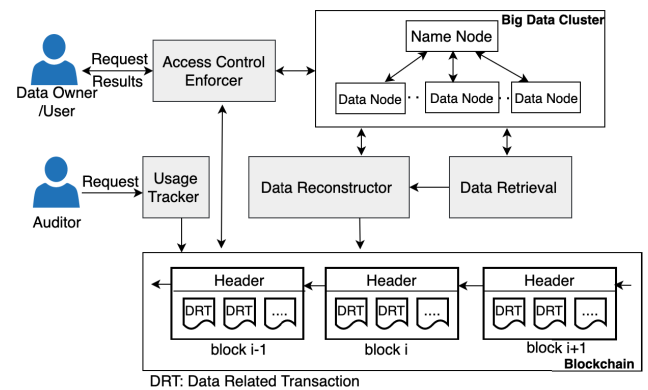 Big Data Cluster
Name Node
Request
Results
Access Control
Enforcer
Data Owner
/User
Data Node
..
Data Node
..
Data Node
Request
Usage
Tracker
Data Reconstructor
Data Retrieval
Auditor
Header
Header
Header
DRT
DRT
....
DRT
DRT
....
DRT
DRT
....
block i-1
block i
block i+1
Blockchain
DRT: Data Related Transaction